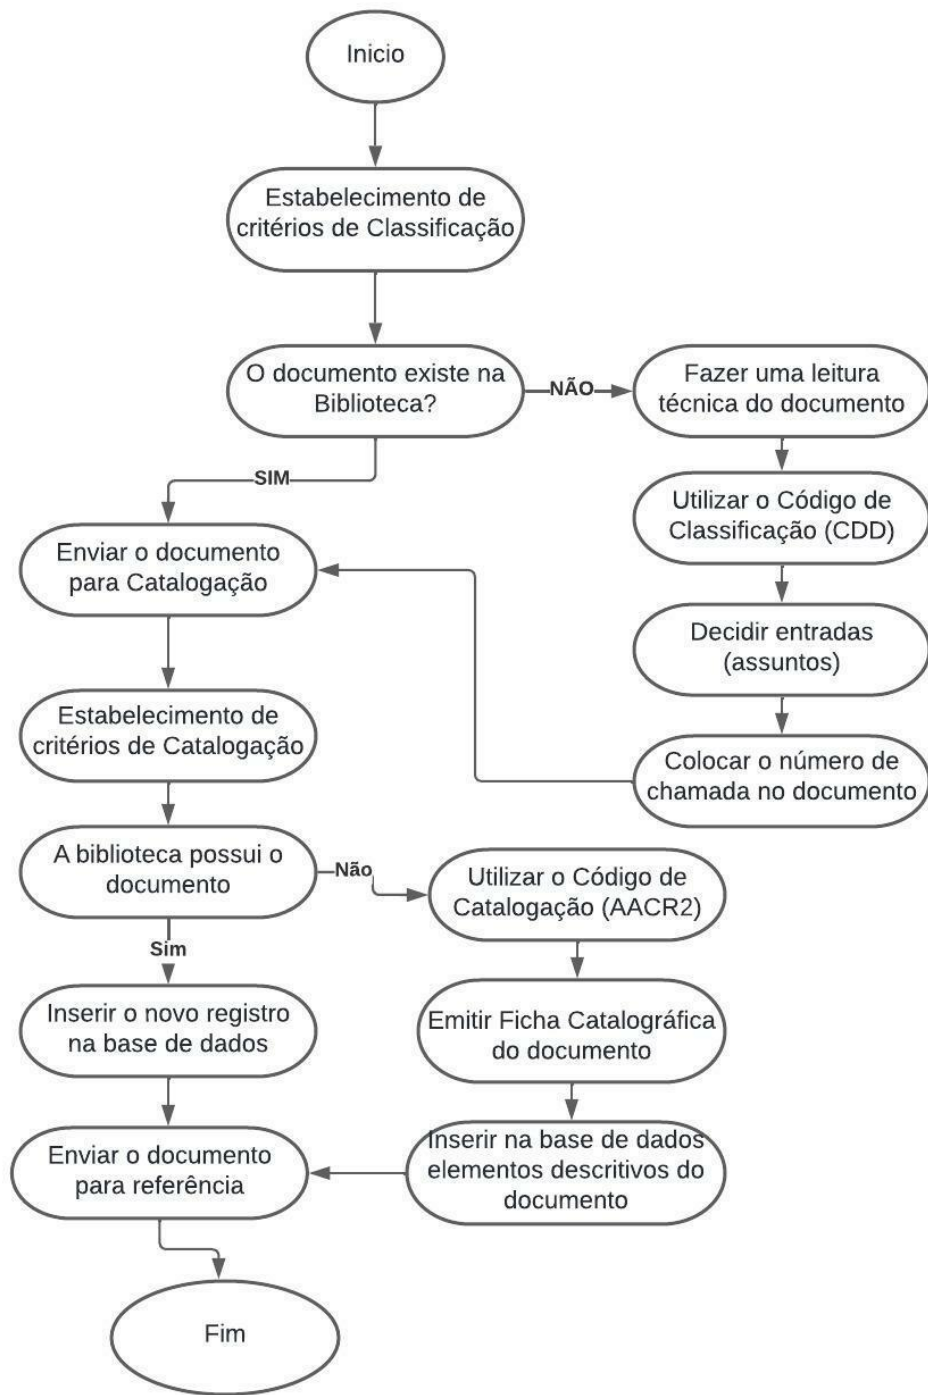 Inicio
Estabelecimento de
critérios de Classificação
O documento existe na
Biblioteca?
NÃO
Fazer uma leitura
técnica do documento
SIM
Utilizar o Código de
Classificação (CDD)
Enviar o documento
para Catalogação
Decidir entradas
(assuntos)
Estabelecimento de
critérios de Catalogação
Colocar o número de
chamada no documento
A biblioteca possui o
documento
Não
Utilizar o Código de
Catalogação (AACR2)
Sim
Inserir o novo registro
na base de dados
Emitir Ficha Catalográfica
do documento
Enviar o documento
para referência
Inserir na base de dados
elementos descritivos do
documento
Fim